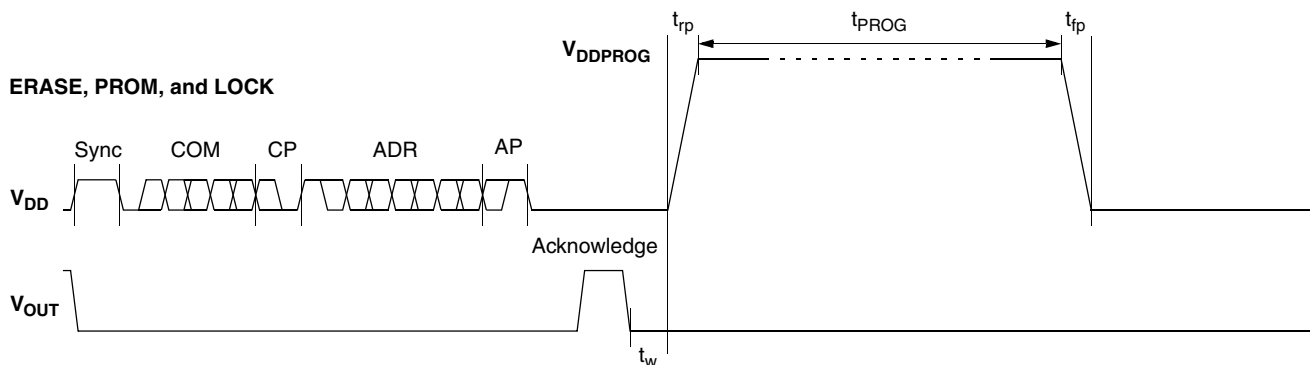 t_rp t_PROG t_fp
V_DDPROG
ERASE, PROM, and LOCK
Sync COM CP ADR AP
V_DD
Acknowledge
V_OUT
t_w